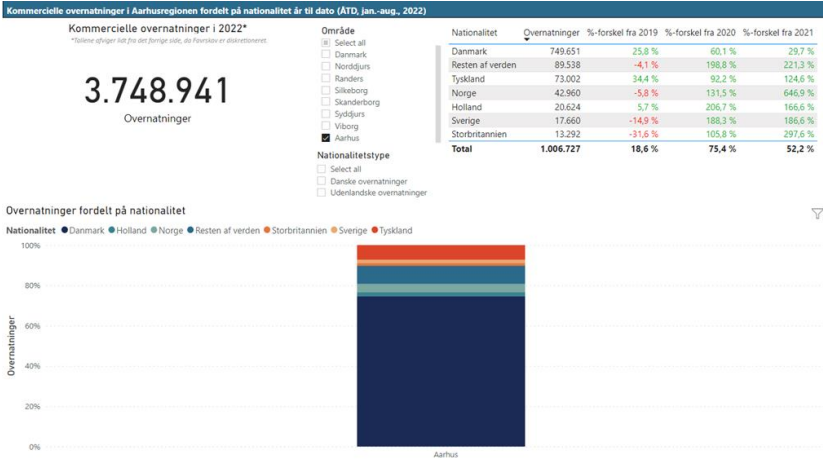 Kommercielle overnatninger i Aarhusregionen fordelt på nationalitet år til dato (ÅTD, jan.-aug., 2022)
Kommercielle overnatninger i 2022*
*Tallene afviger lidt fra det forrige side, da Favrskov er diskretioneret.
3.748.941
Overnatninger
Område
Select all
Danmark
Norddjurs
Randers
Silkeborg
Skanderborg
Syddjurs
Viborg
Aarhus
Nationalitetstype
Select all
Danske overnatninger
Udenlandske overnatninger
Nationalitet Overnatninger %-forskel fra 2019 %-forskel fra 2020 %-forskel fra 2021
Danmark 749.651 25,8 % 60,1 % 29,7 %
Resten af verden 89.538 -4,1 % 198,8 % 221,3 %
Tyskland 73.002 34,4 % 92,2 % 124,6 %
Norge 42.960 -5,8 % 131,5 % 646,9 %
Holland 20.624 5,7 % 206,7 % 166,6 %
Sverige 17.660 -14,9 % 188,3 % 186,6 %
Storbritannien 13.292 -31,6 % 105,8 % 297,6 %
Total 1.006.727 18,6 % 75,4 % 52,2 %
Overnatninger fordelt på nationalitet
Nationalitet Danmark Holland Norge Resten af verden Storbritannien Sverige Tyskland
Overnatninger
100%
80%
60%
40%
20%
0%
Aarhus